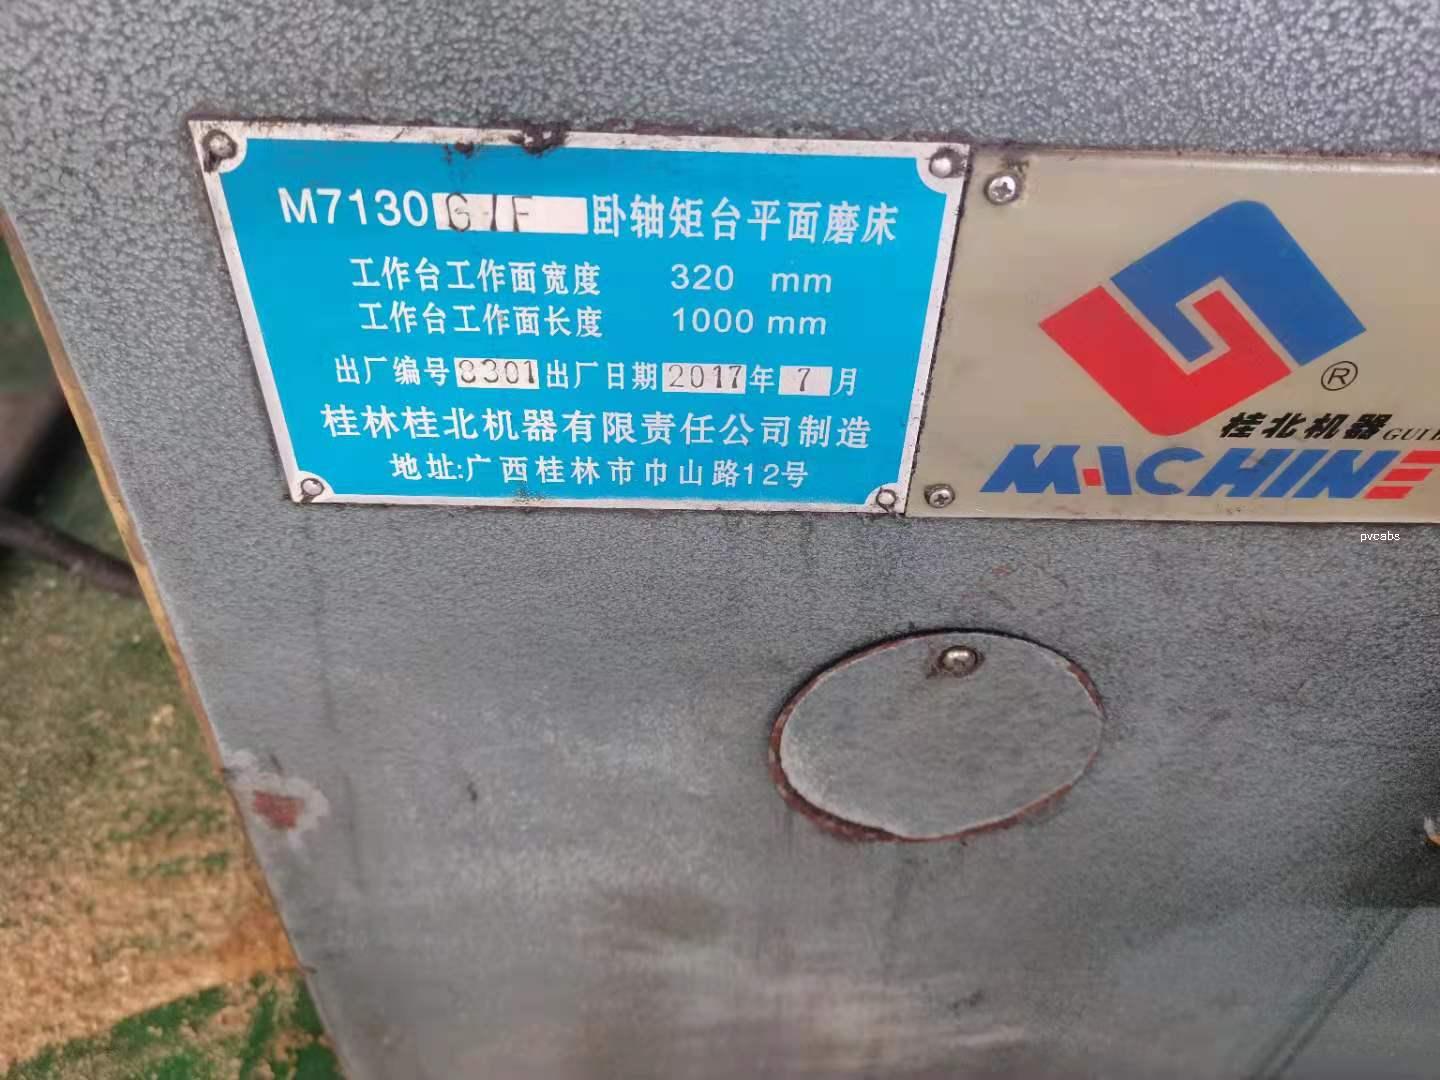 M7130 G/F 卧轴矩台平面磨床
工作台工作面宽度 320 mm
工作台工作面长度 1000 mm
出厂编号 8301 出厂日期 2017 年 7 月
桂林桂北机器有限责任公司制造
地址:广西桂林市巾山路12号
®
桂北机器
MACHINE
pvcabs